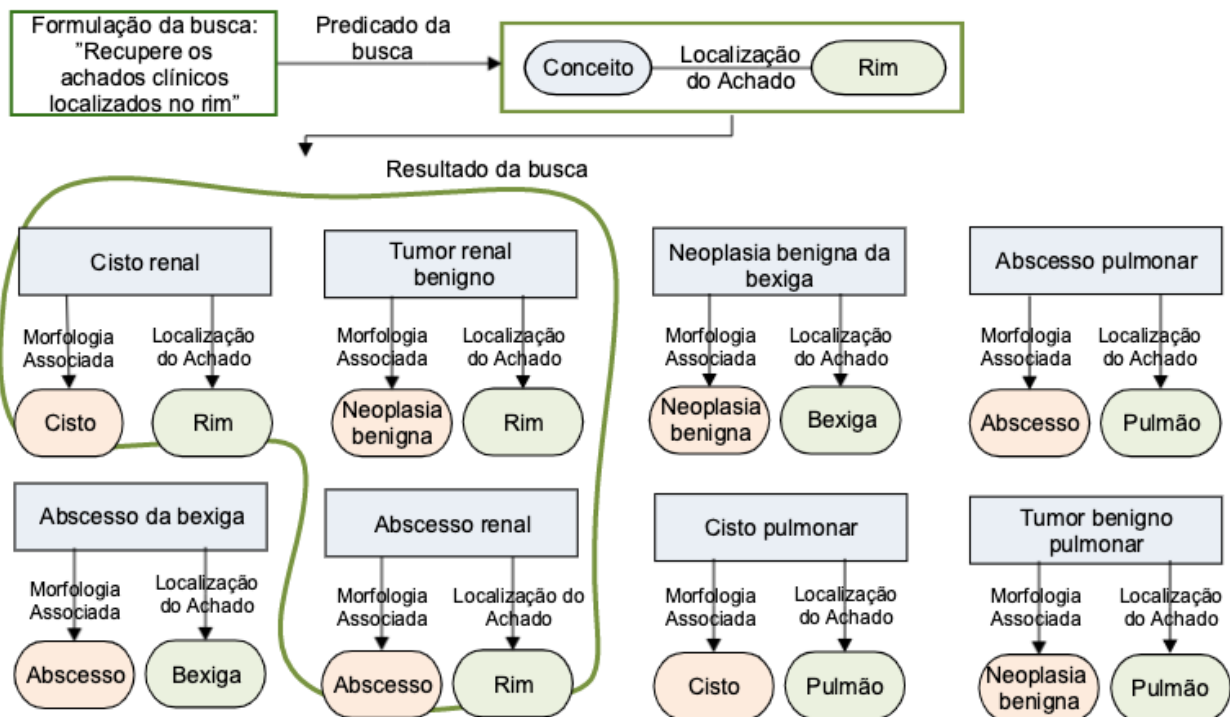 Formulação da busca:
"Recupere os
achados clínicos
localizados no rim"
Predicado da
busca
Conceito
Localização
do Achado
Rim
Resultado da busca
Cisto renal
Morfologia
Associada
Localização
do Achado
Cisto
Rim
Tumor renal
benigno
Morfologia
Associada
Localização
do Achado
Neoplasia
benigna
Rim
Neoplasia benigna da
bexiga
Morfologia
Associada
Localização
do Achado
Neoplasia
benigna
Bexiga
Abscesso pulmonar
Morfologia
Associada
Localização
do Achado
Abscesso
Pulmão
Abscesso da bexiga
Morfologia
Associada
Localização
do Achado
Abscesso
Bexiga
Abscesso renal
Morfologia
Associada
Localização do
Achado
Abscesso
Rim
Cisto pulmonar
Morfologia
Associada
Localização
do Achado
Cisto
Pulmão
Tumor benigno
pulmonar
Morfologia
Associada
Localização
do Achado
Neoplasia
benigna
Pulmão